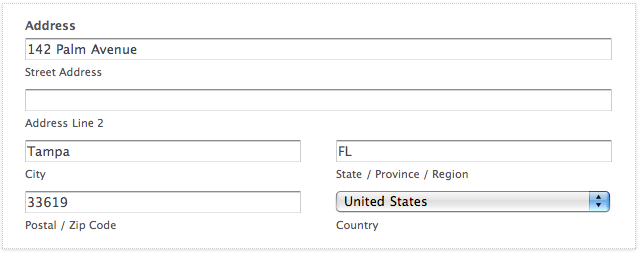 Address
142 Palm Avenue
Street Address
Address Line 2
Tampa FL
City State / Province / Region
33619 United States
Postal / Zip Code Country